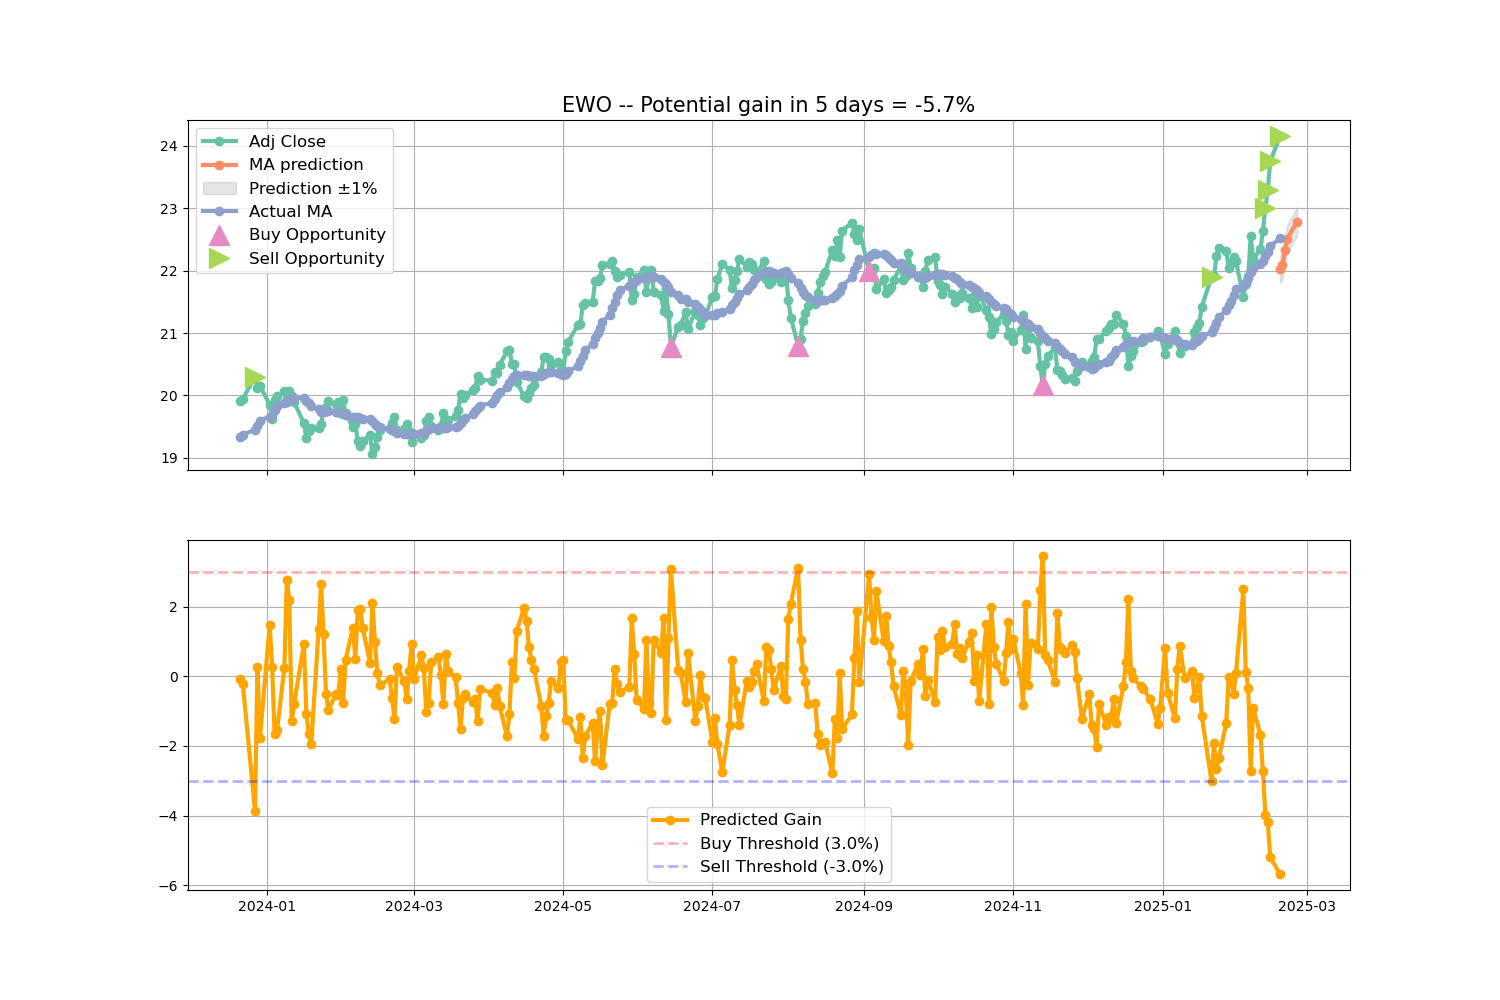 EWO -- Potential gain in 5 days = -5.7%
Adj Close
MA prediction
Prediction ±1%
Actual MA
Buy Opportunity
Sell Opportunity
24
23
22
21
20
19
2
0
−2
−4
−6
Predicted Gain
Buy Threshold (3.0%)
Sell Threshold (-3.0%)
2024-01 2024-03 2024-05 2024-07 2024-09 2024-11 2025-01 2025-03